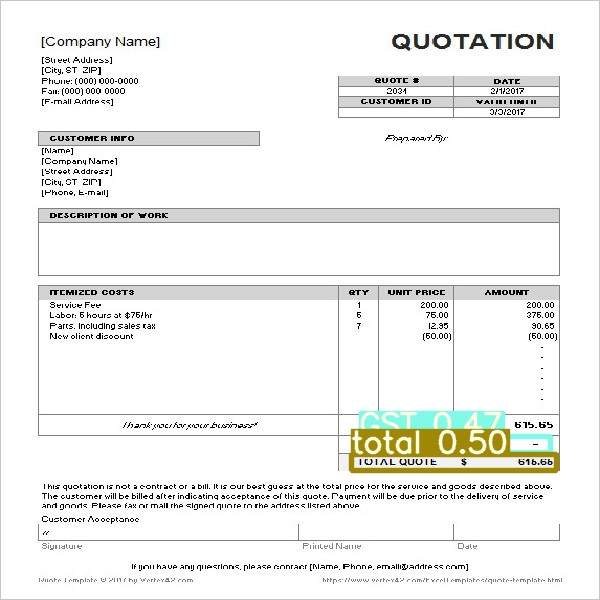 [Company Name] QUOTATION
[Street Address]
[City, ST ZIP]
Phone: (000) 000-0000
Fax: (000) 000-0000
[E-mail Address]
QUOTE # DATE
2034 2/1/2017
CUSTOMER ID VALID UNTIL
3/3/2017
CUSTOMER INFO Prepared By:
[Name]
[Company Name]
[Street Address]
[City, ST ZIP]
[Phone, E-mail]
DESCRIPTION OF WORK
ITEMIZED COSTS QTY UNIT PRICE AMOUNT
Service Fee 1 200.00 200.00
Labor: 5 hours at $75/hr 5 75.00 375.00
Parts, including sales tax 7 12.95 90.65
New client discount (50.00) (50.00)
-
-
-
-
-
-
Thank you for your business! GST 0.47 615.65
total 0.50 -
TOTAL QUOTE $ 615.65
This quotation is not a contract or a bill. It is our best guess at the total price for the service and goods described above.
The customer will be billed after indicating acceptance of this quote. Payment will be due prior to the delivery of service
and goods. Please fax or mail the signed quote to the address listed above.
Customer Acceptance
Signature Printed Name Date
If you have any questions, please contact [Name, Phone, email@address.com]
Quote Template © 2017 by Vertex42.com https://www.vertex42.com/ExcelTemplates/quote-template.html